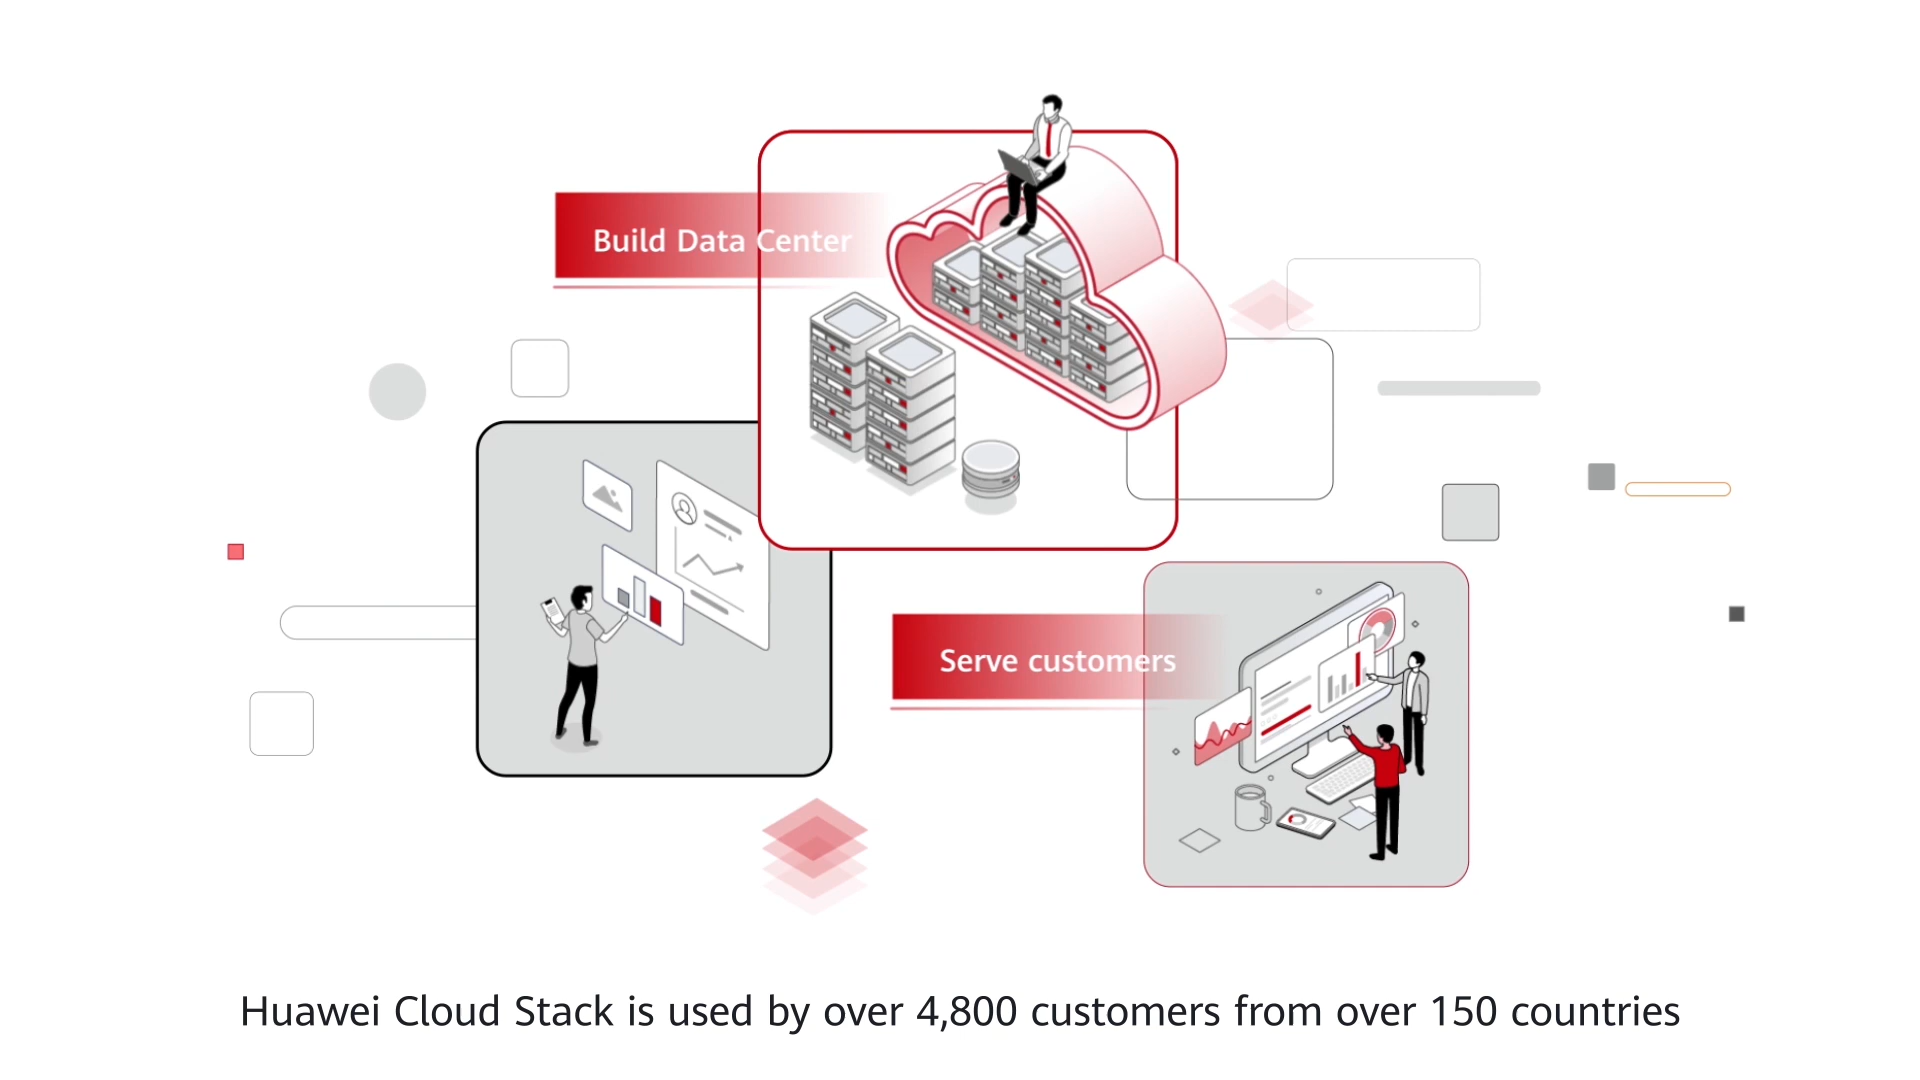 Build Data Center
Serve customers
Huawei Cloud Stack is used by over 4,800 customers from over 150 countries